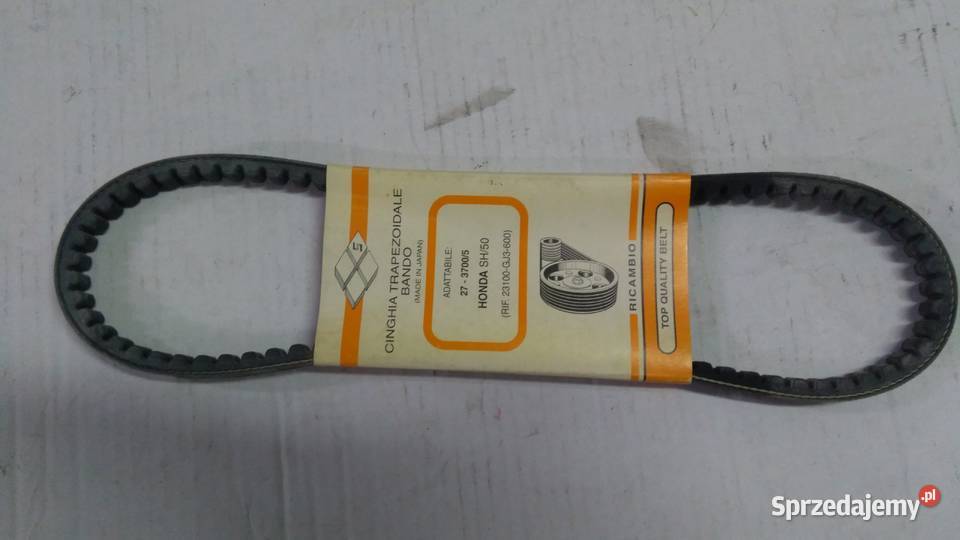 CINGHIA TRAPEZOIDALE
BANDO
(MADE IN JAPAN)
ADATTABILE:
27 - 3700/5
HONDA SH/50
(RIF. 23100-GJ3-600)
RICAMBIO
TOP QUALITY BELT
Sprzedajemy.pl